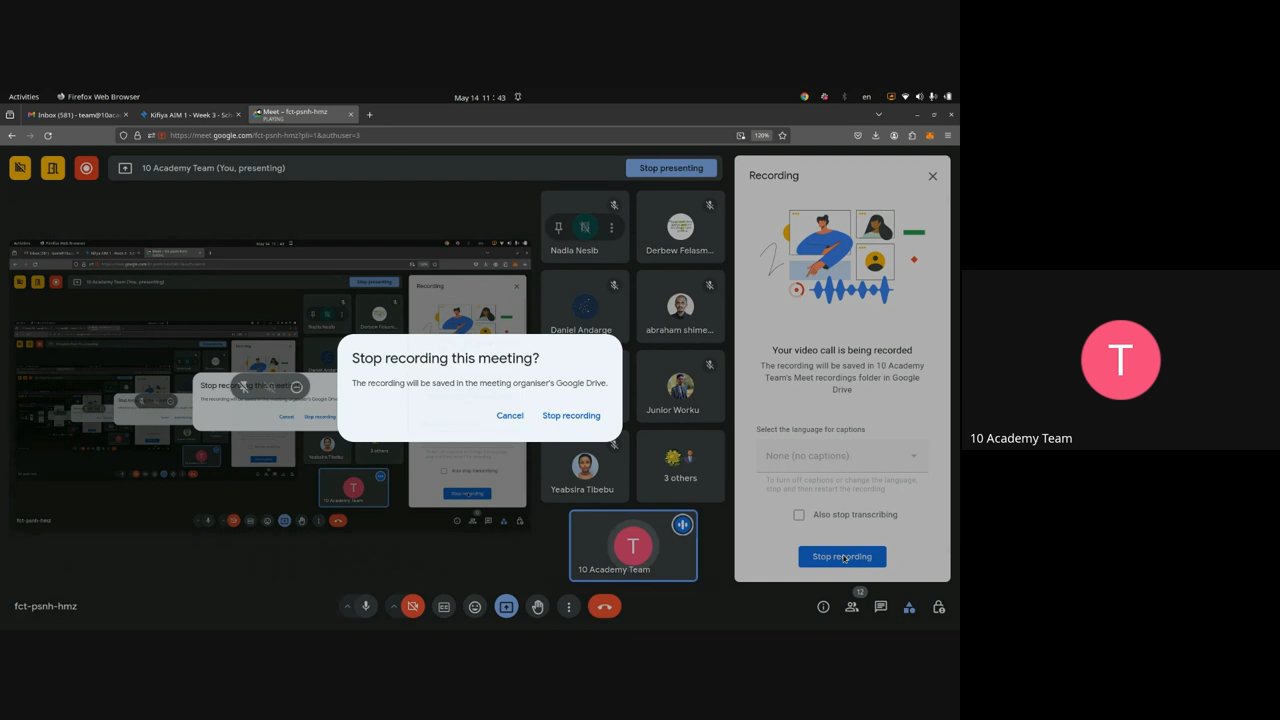 Activities
Firefox Web Browser
May 14 11 : 43
en
Inbox (581) - team@10aca
Kifiya AIM 1 - Week 3 - Sch
Meet – fct-psnh-hmz
PLAYING
https://meet.google.com/fct-psnh-hmz?pli=1&authuser=3
120%
10 Academy Team (You, presenting)
Stop presenting
Recording
Nadia Nesib
Derbew Felasm...
Daniel Andarge
abraham shime...
Junior Worku
Yeabsira Tibebu
3 others
T
10 Academy Team
Stop recording this meeting?
The recording will be saved in the meeting organiser's Google Drive.
Cancel
Stop recording
Your video call is being recorded
The recording will be saved in 10 Academy
Team's Meet recordings folder in Google
Drive
Select the language for captions
None (no captions)
To turn off captions or change the language,
stop and then restart the recording
Also stop transcribing
Stop recording
fct-psnh-hmz
12
T
10 Academy Team